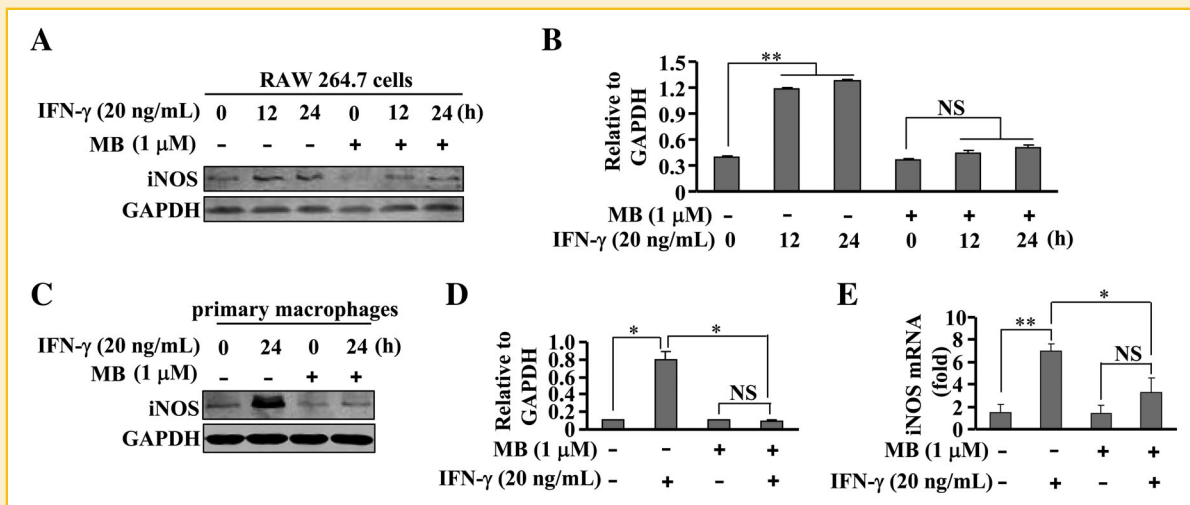 A
RAW 264.7 cells
IFN-γ (20 ng/mL) 0 12 24 0 12 24 (h)
MB (1 μM) – – – + + +
iNOS
GAPDH
B
Relative to
GAPDH
1.5
1.2
0.9
0.6
0.3
0
**
NS
MB (1 μM) – – – + + +
IFN-γ (20 ng/mL) 0 12 24 0 12 24 (h)
C
primary macrophages
IFN-γ (20 ng/mL) 0 24 0 24 (h)
MB (1 μM) – – + +
iNOS
GAPDH
D
Relative to
GAPDH
1.0
0.8
0.6
0.4
0.2
0
* *
NS
MB (1 μM) – – + +
IFN-γ (20 ng/mL) – + – +
E
iNOS mRNA
(fold)
10
8
6
4
2
0
*
**
NS
MB (1 μM) – – + +
IFN-γ (20 ng/mL) – + – +